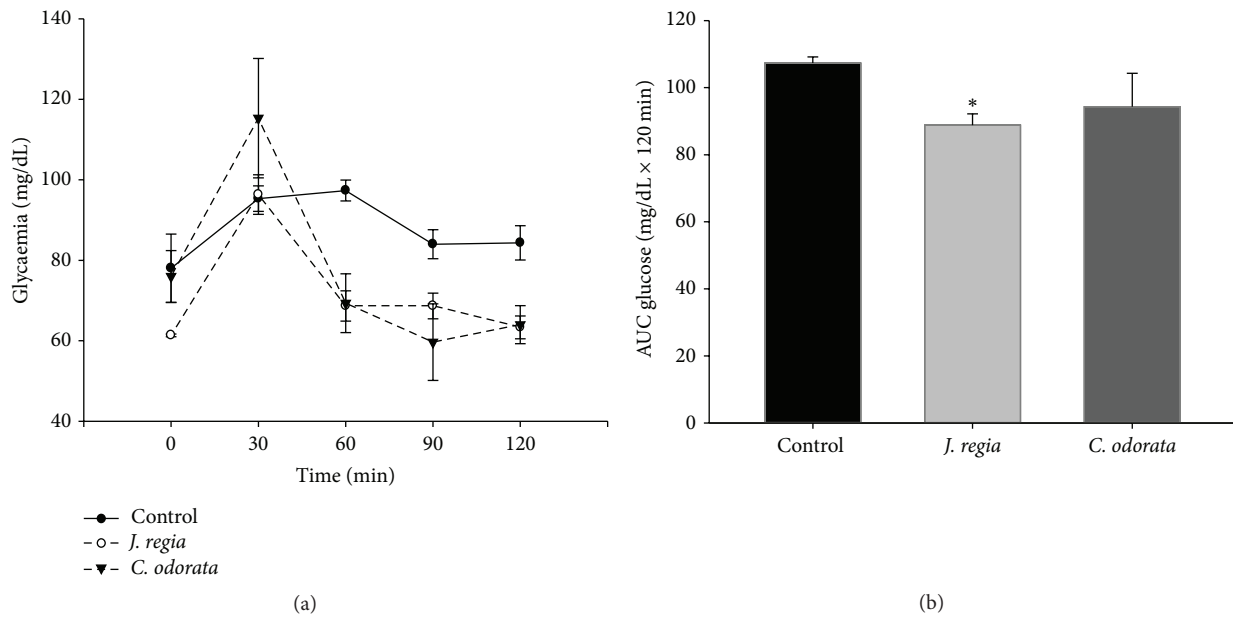 140
120
100
80
60
40
Glycaemia (mg/dL)
0 30 60 90 120
Time (min)
Control
J. regia
C. odorata
(a)
120
100
80
60
40
20
0
AUC glucose (mg/dL × 120 min)
*
Control J. regia C. odorata
(b)